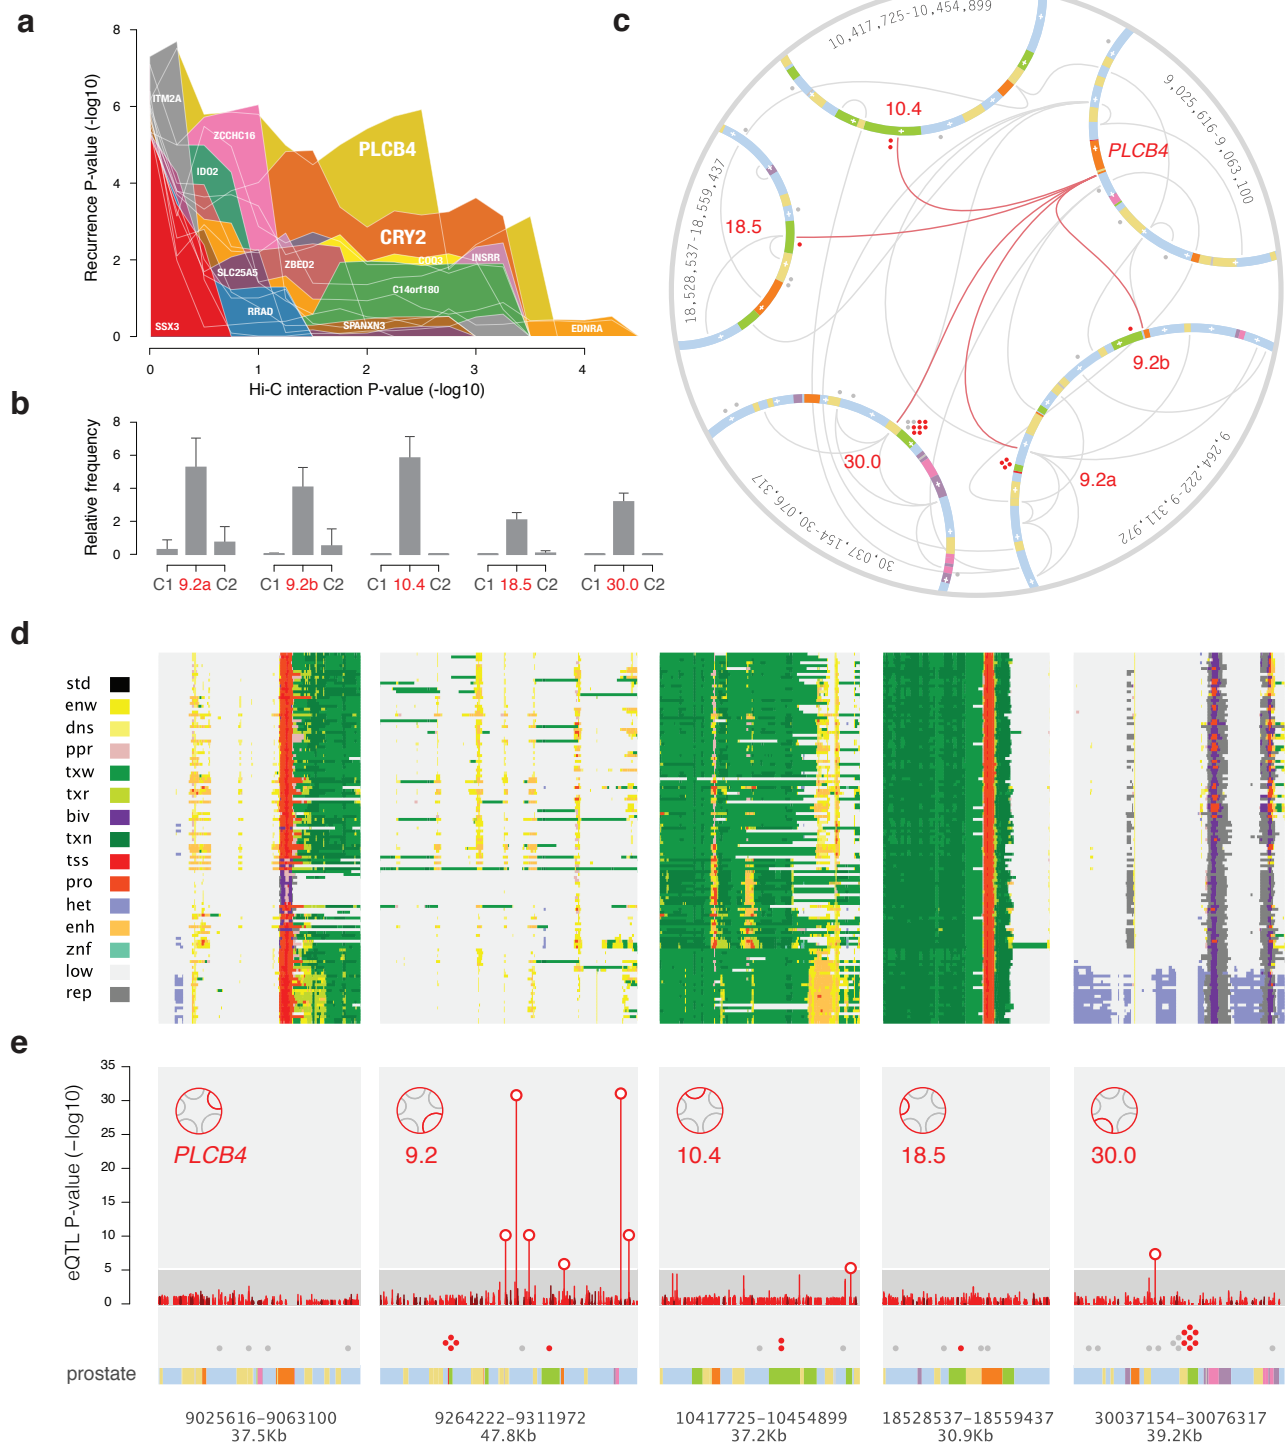 a
8
6
4
2
0
Recurrence P-value (-log10)
ITM2A
ZCCHC16
IDO2
PLCB4
CRY2
SLC25A5
ZBED2
INSRR
C14orf180
RRAD
SPANXN3
SSX3
EDNRA
0 1 2 3 4
Hi-C interaction P-value (-log10)
b
8
6
4
2
0
Relative frequency
C1 9.2a C2
C1 9.2b C2
C1 10.4 C2
C1 18.5 C2
C1 30.0 C2
c
10,417,725-10,454,899
9,025,616-9,063,100
18,528,537-18,559,437
30,037,154-30,076,317
9,264,222-9,311,972
10.4
PLCB4
18.5
9.2b
30.0
9.2a
d
std
enw
dns
ppr
txw
txr
biv
txn
tss
pro
het
enh
znf
low
rep
e
35
30
25
20
15
10
5
0
eQTL P-value (−log10)
PLCB4
9.2
10.4
18.5
30.0
prostate
9025616−9063100
37.5Kb
9264222−9311972
47.8Kb
10417725−10454899
37.2Kb
18528537−18559437
30.9Kb
30037154−30076317
39.2Kb